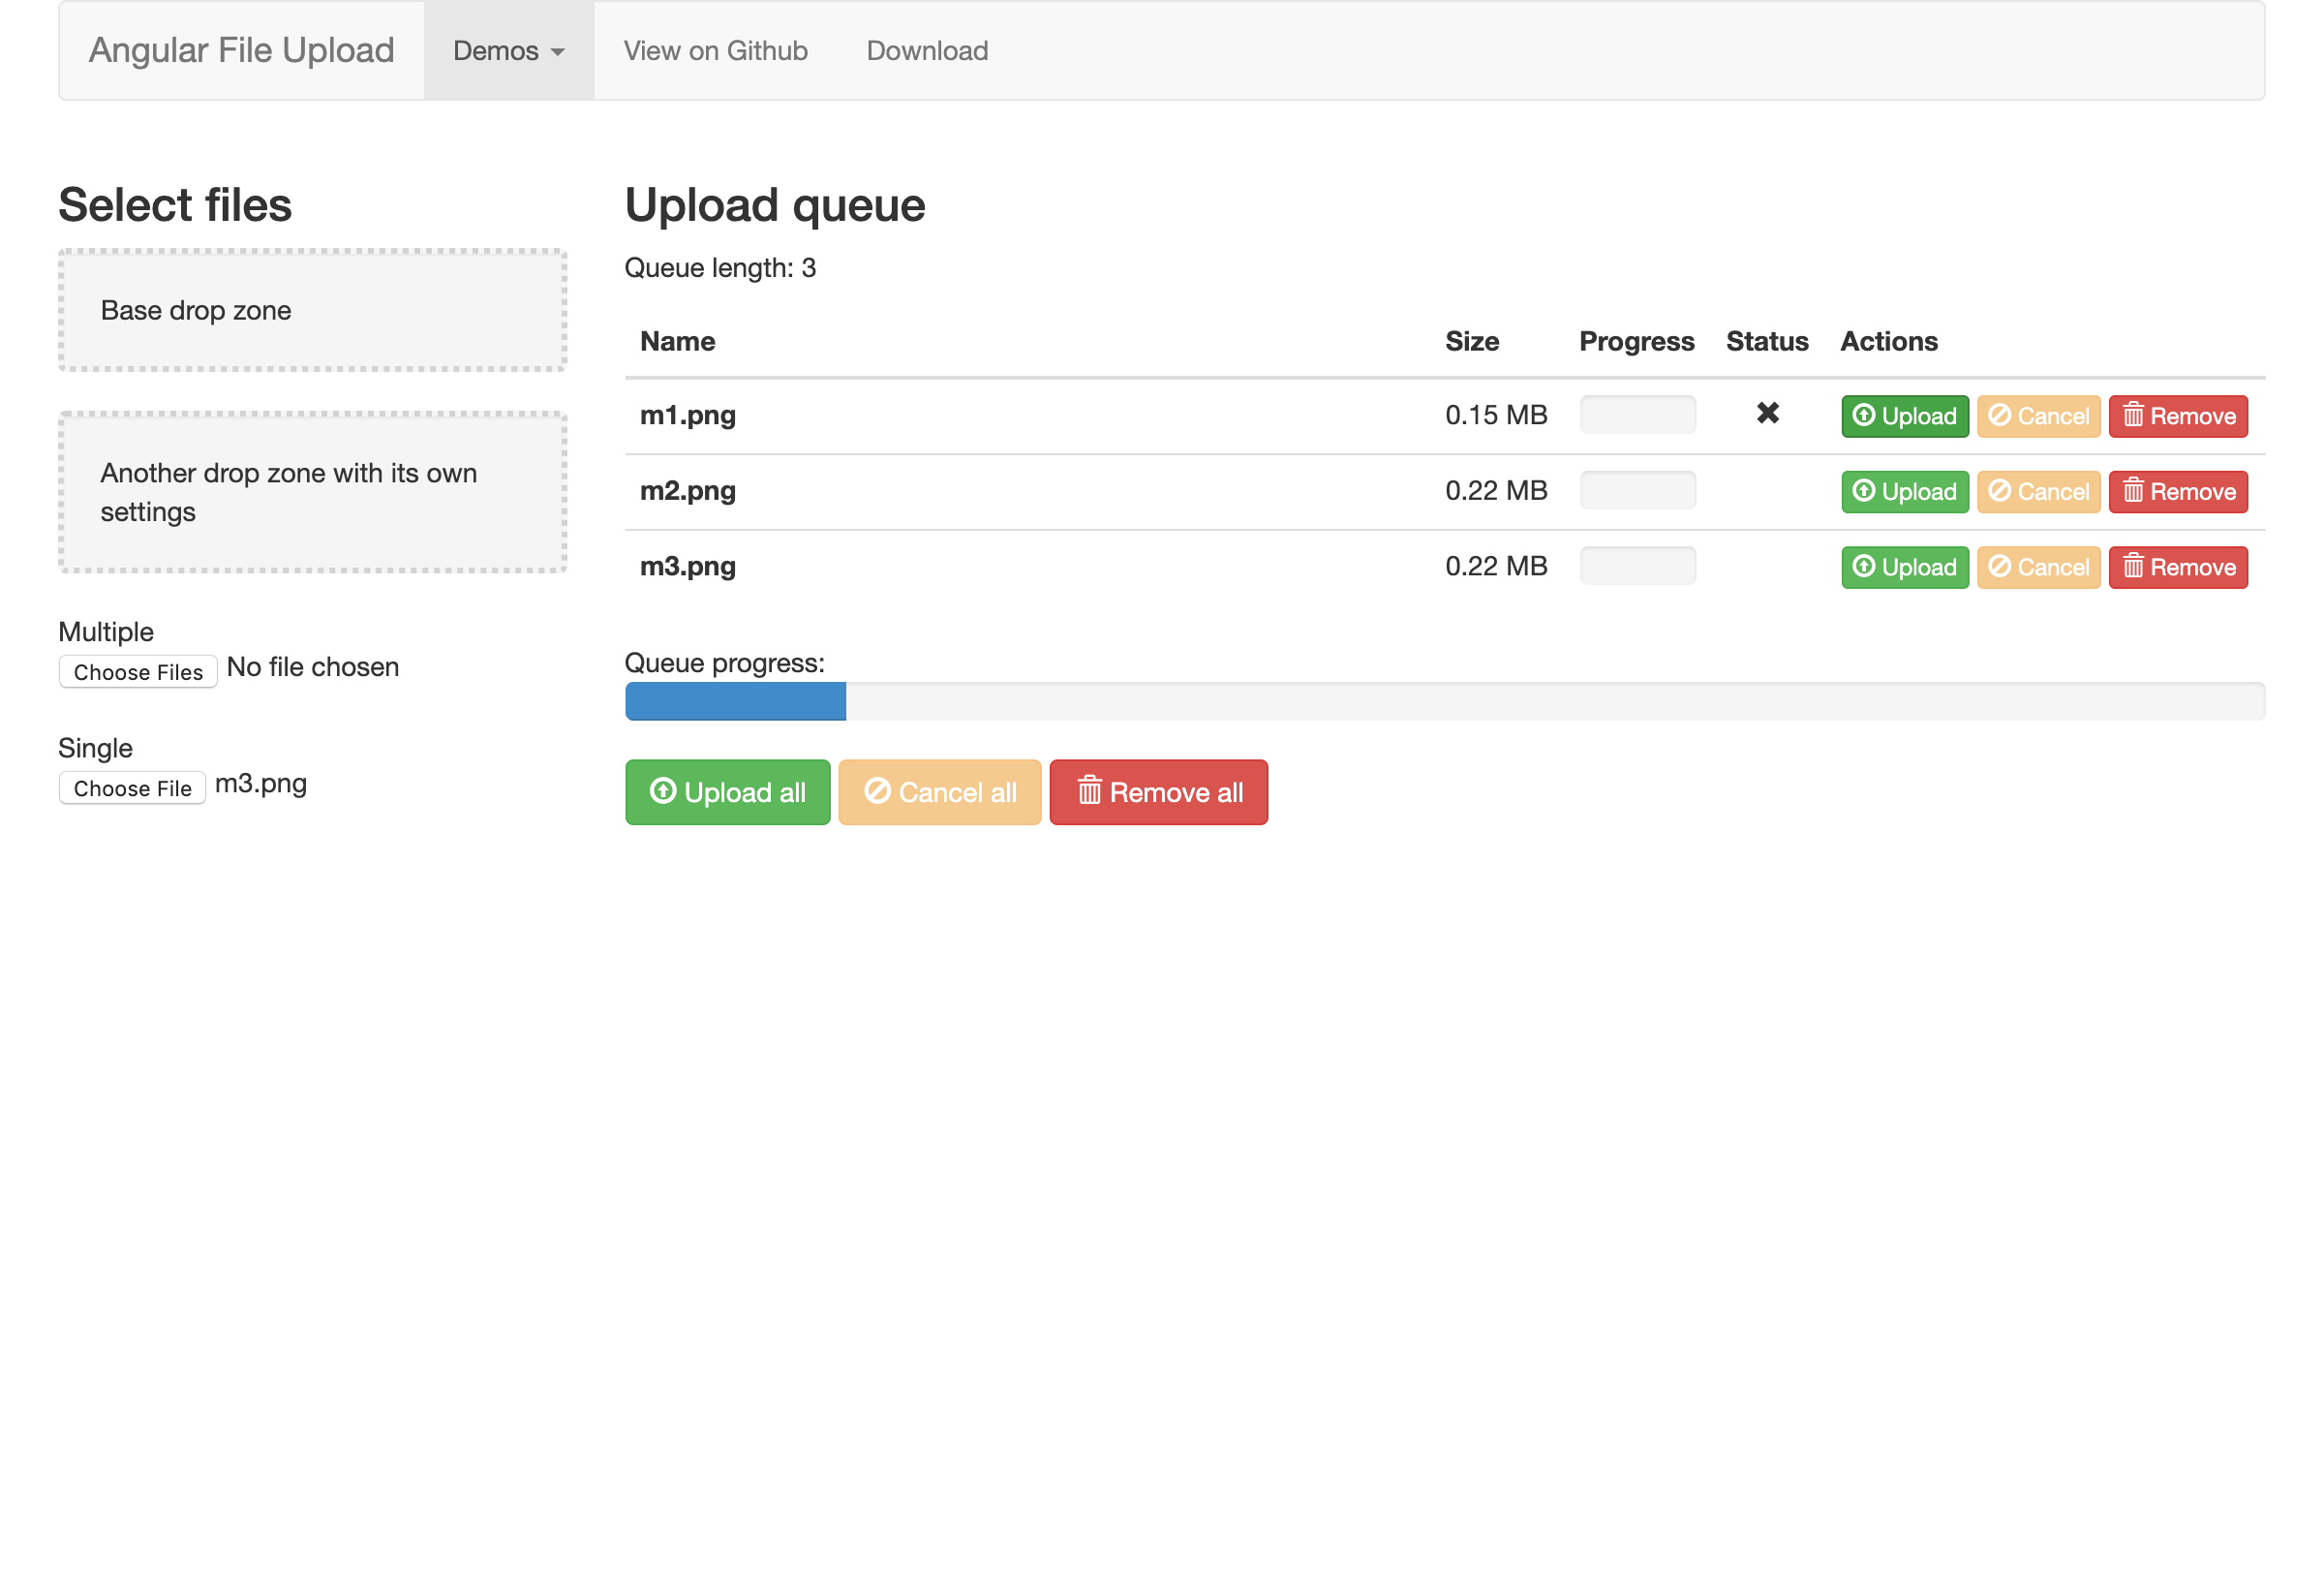 Angular File Upload Demos View on Github Download
Select files
Base drop zone
Another drop zone with its own
settings
Multiple
Choose Files No file chosen
Single
Choose File m3.png
Upload queue
Queue length: 3
Name Size Progress Status Actions
m1.png 0.15 MB Upload Cancel Remove
m2.png 0.22 MB Upload Cancel Remove
m3.png 0.22 MB Upload Cancel Remove
Queue progress:
Upload all Cancel all Remove all